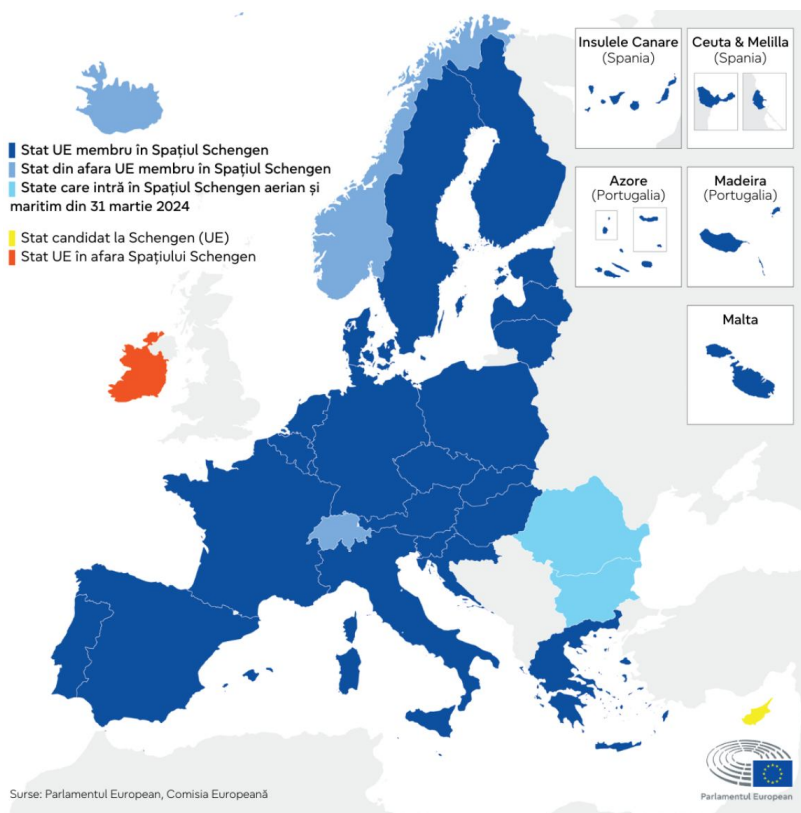 Insulele Canare
(Spania)
Ceuta & Melilla
(Spania)
Stat UE membru în Spațiul Schengen
Stat din afara UE membru în Spațiul Schengen
State care intră în Spațiul Schengen aerian și
maritim din 31 martie 2024
Stat candidat la Schengen (UE)
Stat UE în afara Spațiului Schengen
Azore
(Portugalia)
Madeira
(Portugalia)
Malta
Surse: Parlamentul European, Comisia Europeană
Parlamentul European